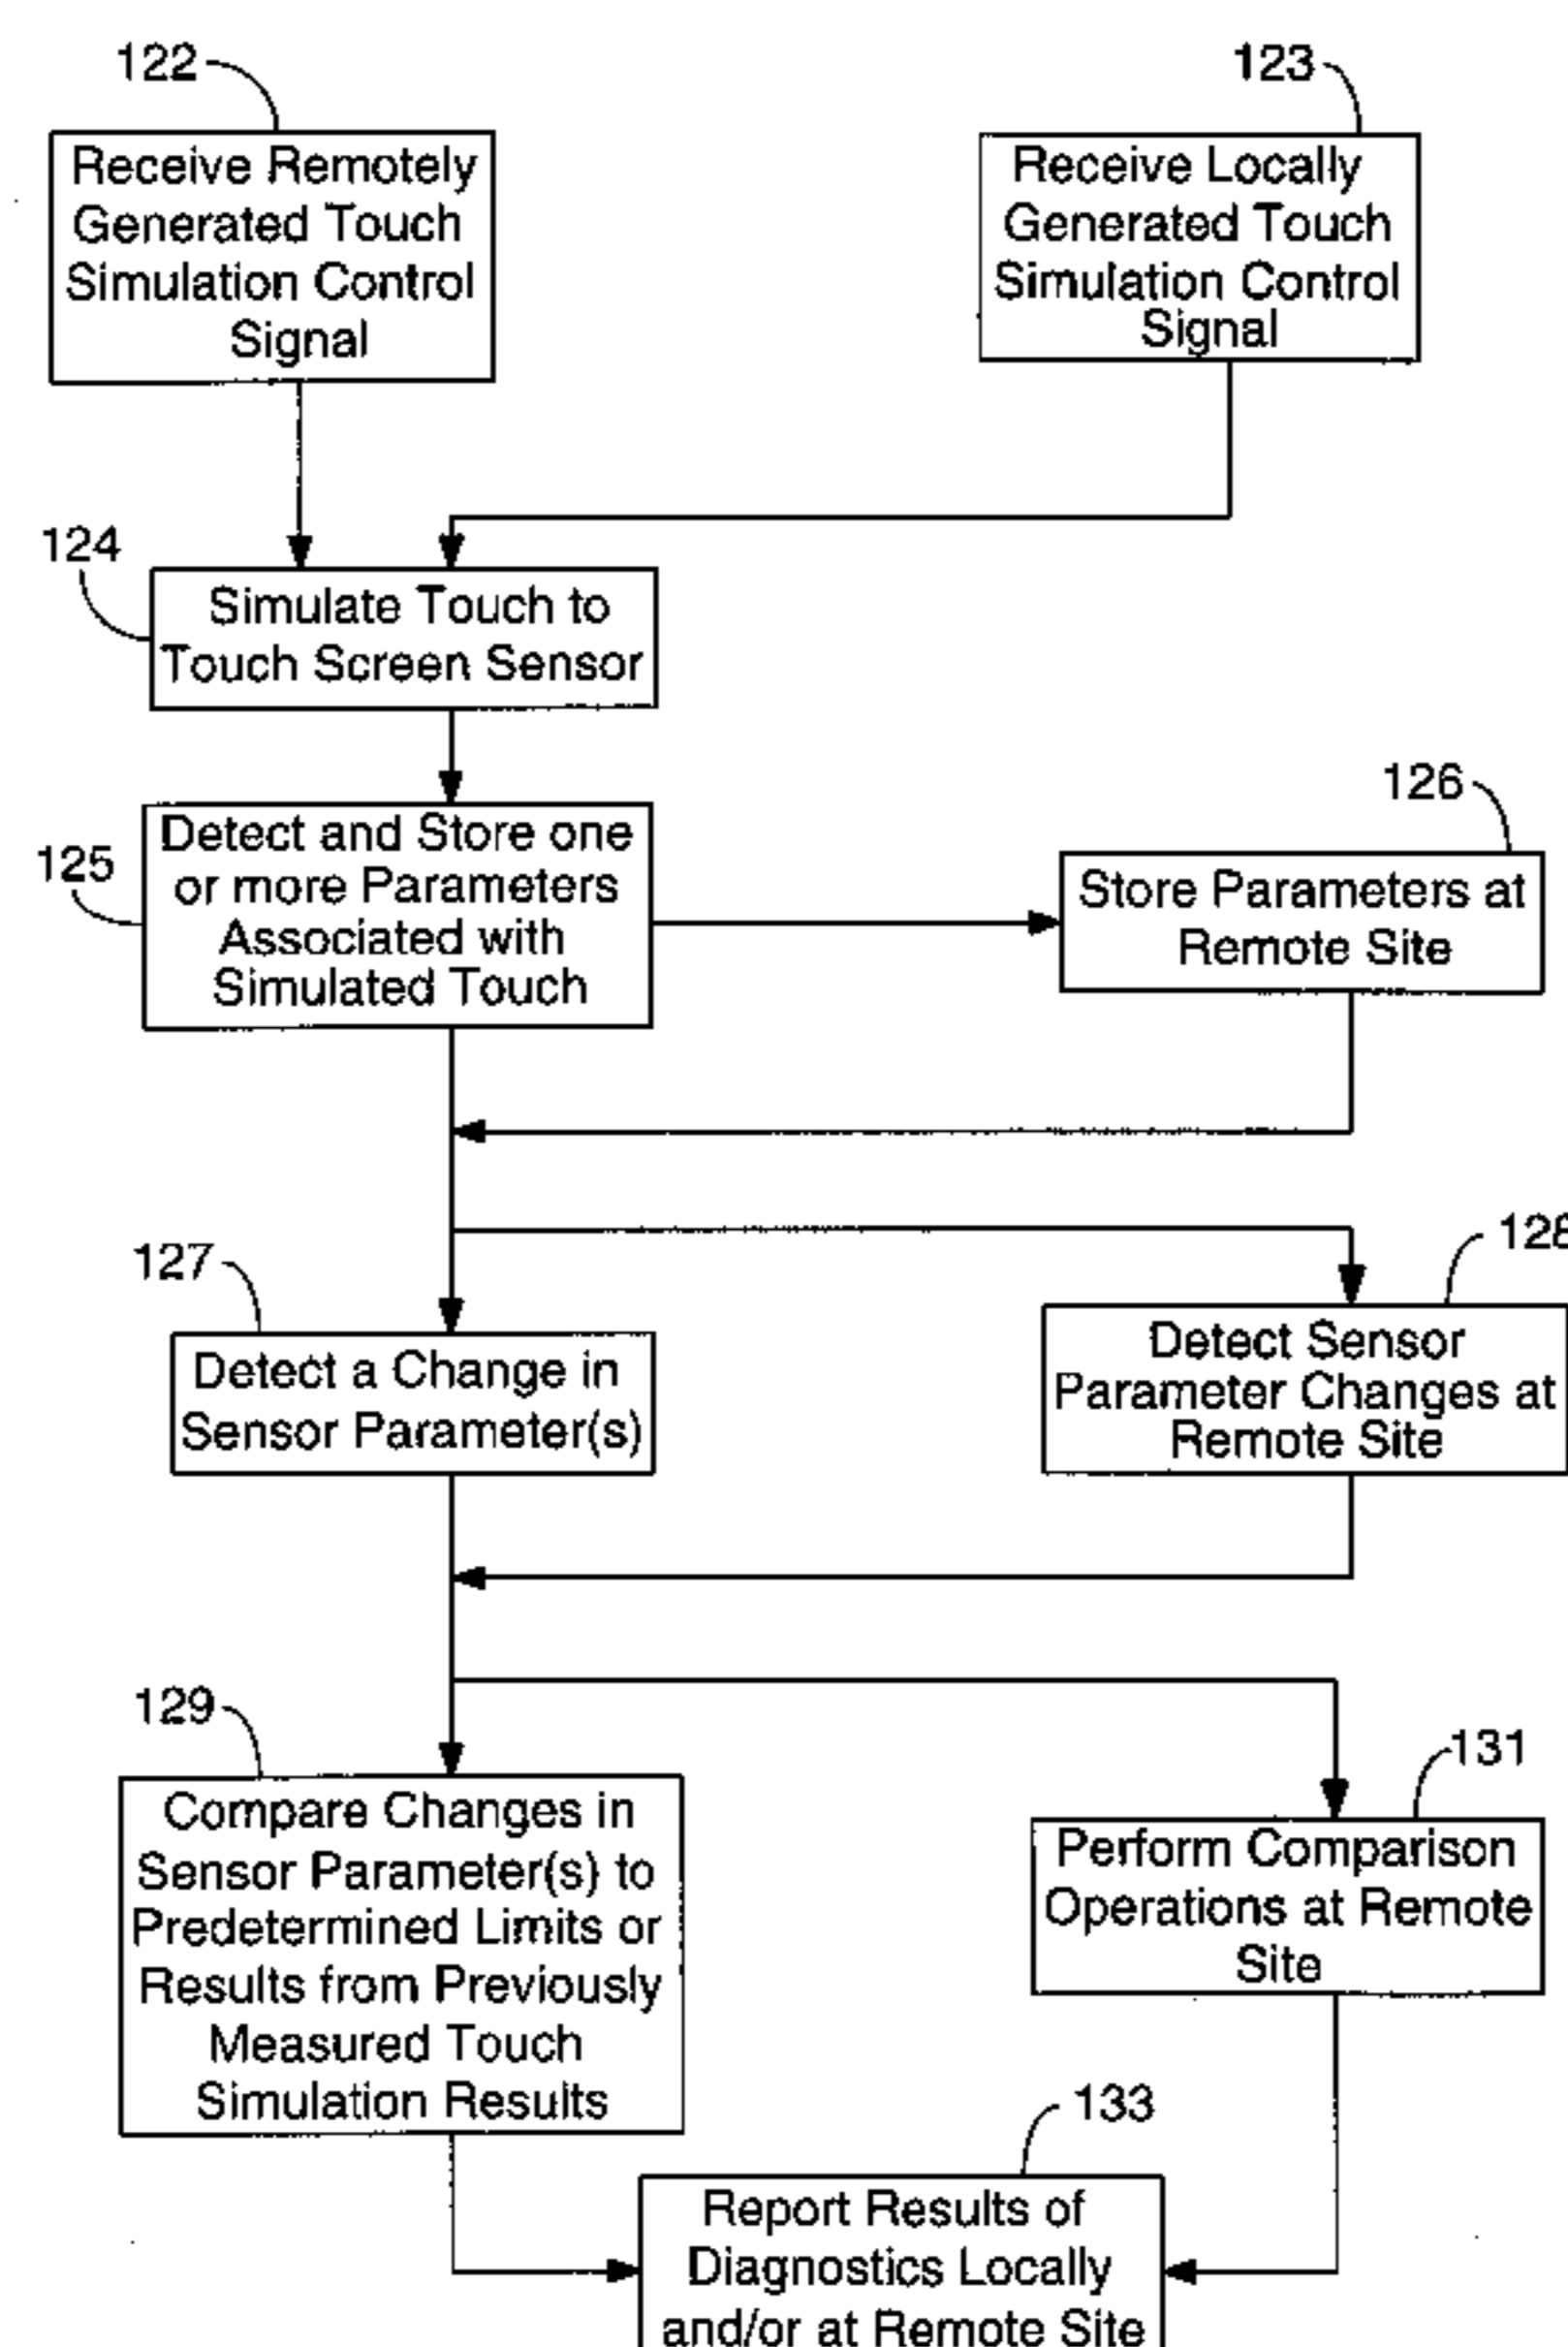 122
Receive Remotely
Generated Touch
Simulation Control
Signal
123
Receive Locally
Generated Touch
Simulation Control
Signal
124
Simulate Touch to
Touch Screen Sensor
125
Detect and Store one
or more Parameters
Associated with
Simulated Touch
126
Store Parameters at
Remote Site
127
Detect a Change in
Sensor Parameter(s)
128
Detect Sensor
Parameter Changes at
Remote Site
129
Compare Changes in
Sensor Parameter(s) to
Predetermined Limits or
Results from Previously
Measured Touch
Simulation Results
131
Perform Comparison
Operations at Remote
Site
133
Report Results of
Diagnostics Locally
and/or at Remote Site